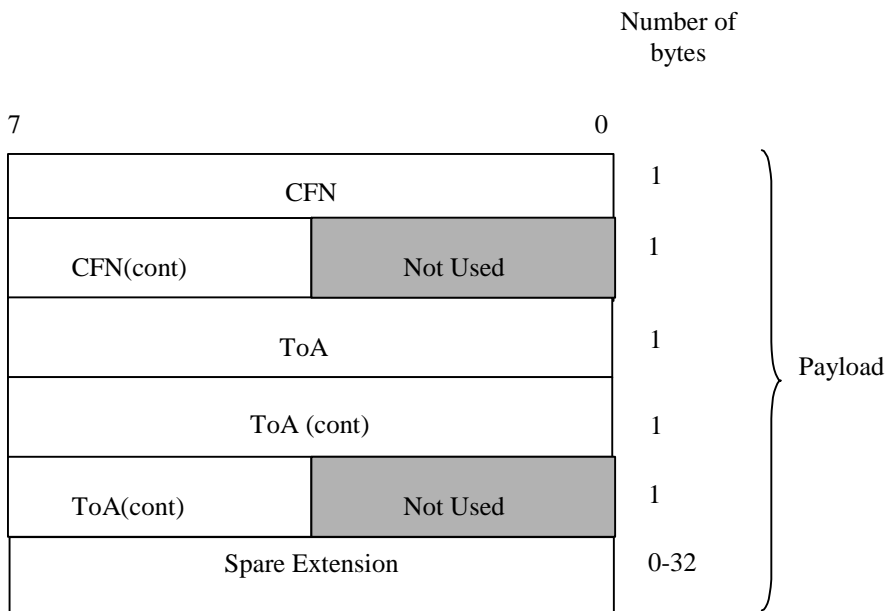 Number of
bytes
7 0
CFN 1
CFN(cont) Not Used 1
ToA 1
Payload
ToA (cont) 1
ToA(cont) Not Used 1
Spare Extension 0-32